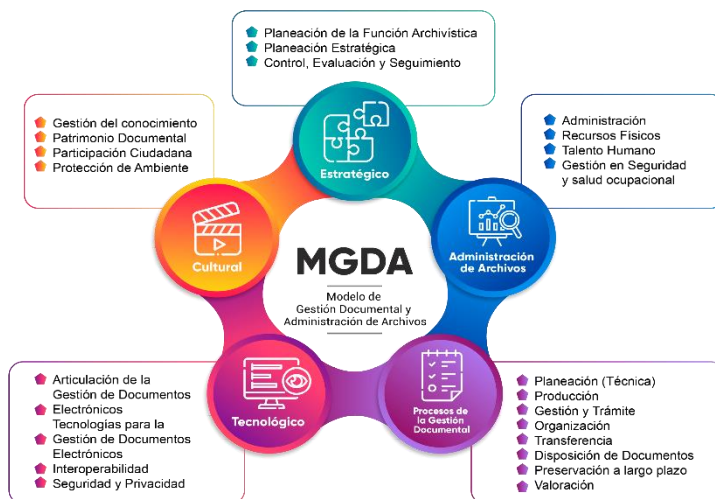 Planeación de la Función Archivística
Planeación Estratégica
Control, Evaluación y Seguimiento
Gestión del conocimiento
Patrimonio Documental
Participación Ciudadana
Protección de Ambiente
Administración
Recursos Físicos
Talento Humano
Gestión en Seguridad
y salud ocupacional
Estratégico
Cultural
Administración
de Archivos
MGDA
Modelo de
Gestión Documental y
Administración de Archivos
Tecnológico
Procesos de
la Gestión
Documental
Articulación de la
Gestión de Documentos
Electrónicos
Tecnologías para la
Gestión de Documentos
Electrónicos
Interoperabilidad
Seguridad y Privacidad
Planeación (Técnica)
Producción
Gestión y Trámite
Organización
Transferencia
Disposición de Documentos
Preservación a largo plazo
Valoración